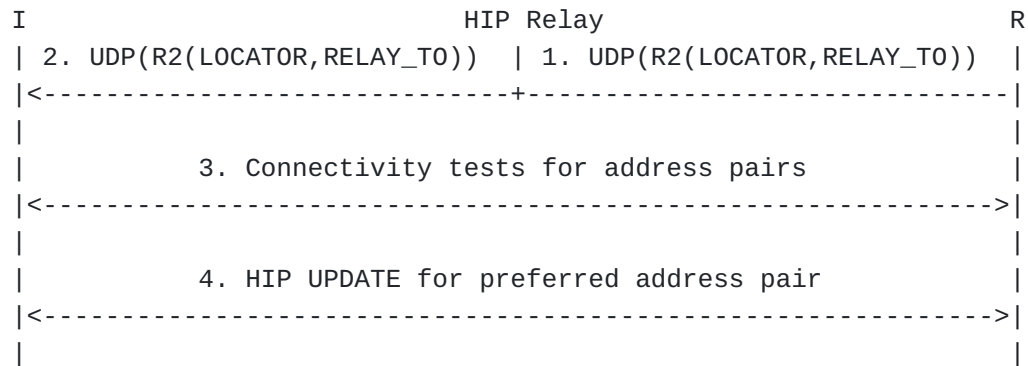 I                            HIP Relay                          R
| 2. UDP(R2(LOCATOR,RELAY_TO))  | 1. UDP(R2(LOCATOR,RELAY_TO))  |
|<------------------------------+-------------------------------|
|                                                               |
|           3. Connectivity tests for address pairs             |
|<------------------------------------------------------------->|
|                                                               |
|           4. HIP UPDATE for preferred address pair            |
|<------------------------------------------------------------->|
|                                                               |